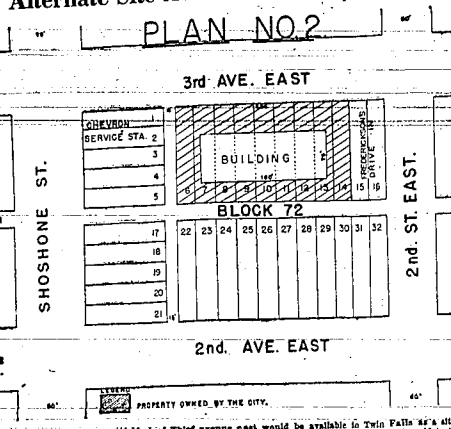 PLAN NO.2
3rd AVE. EAST
CHEVRON
SERVICE STA.
1
2
3
4
5
BUILDING
6 7 8 9 10 11 12 13 14 15 16
FREDERICKSON'S
DRIVE IN
SHOSHONE ST.
2nd. ST. EAST.
BLOCK 72
17
18
19
20
21
22 23 24 25 26 27 28 29 30 31 32
2nd. AVE. EAST
LEGEND
PROPERTY OWNED BY THE CITY.
avenue east would be available to Twin Falls as a